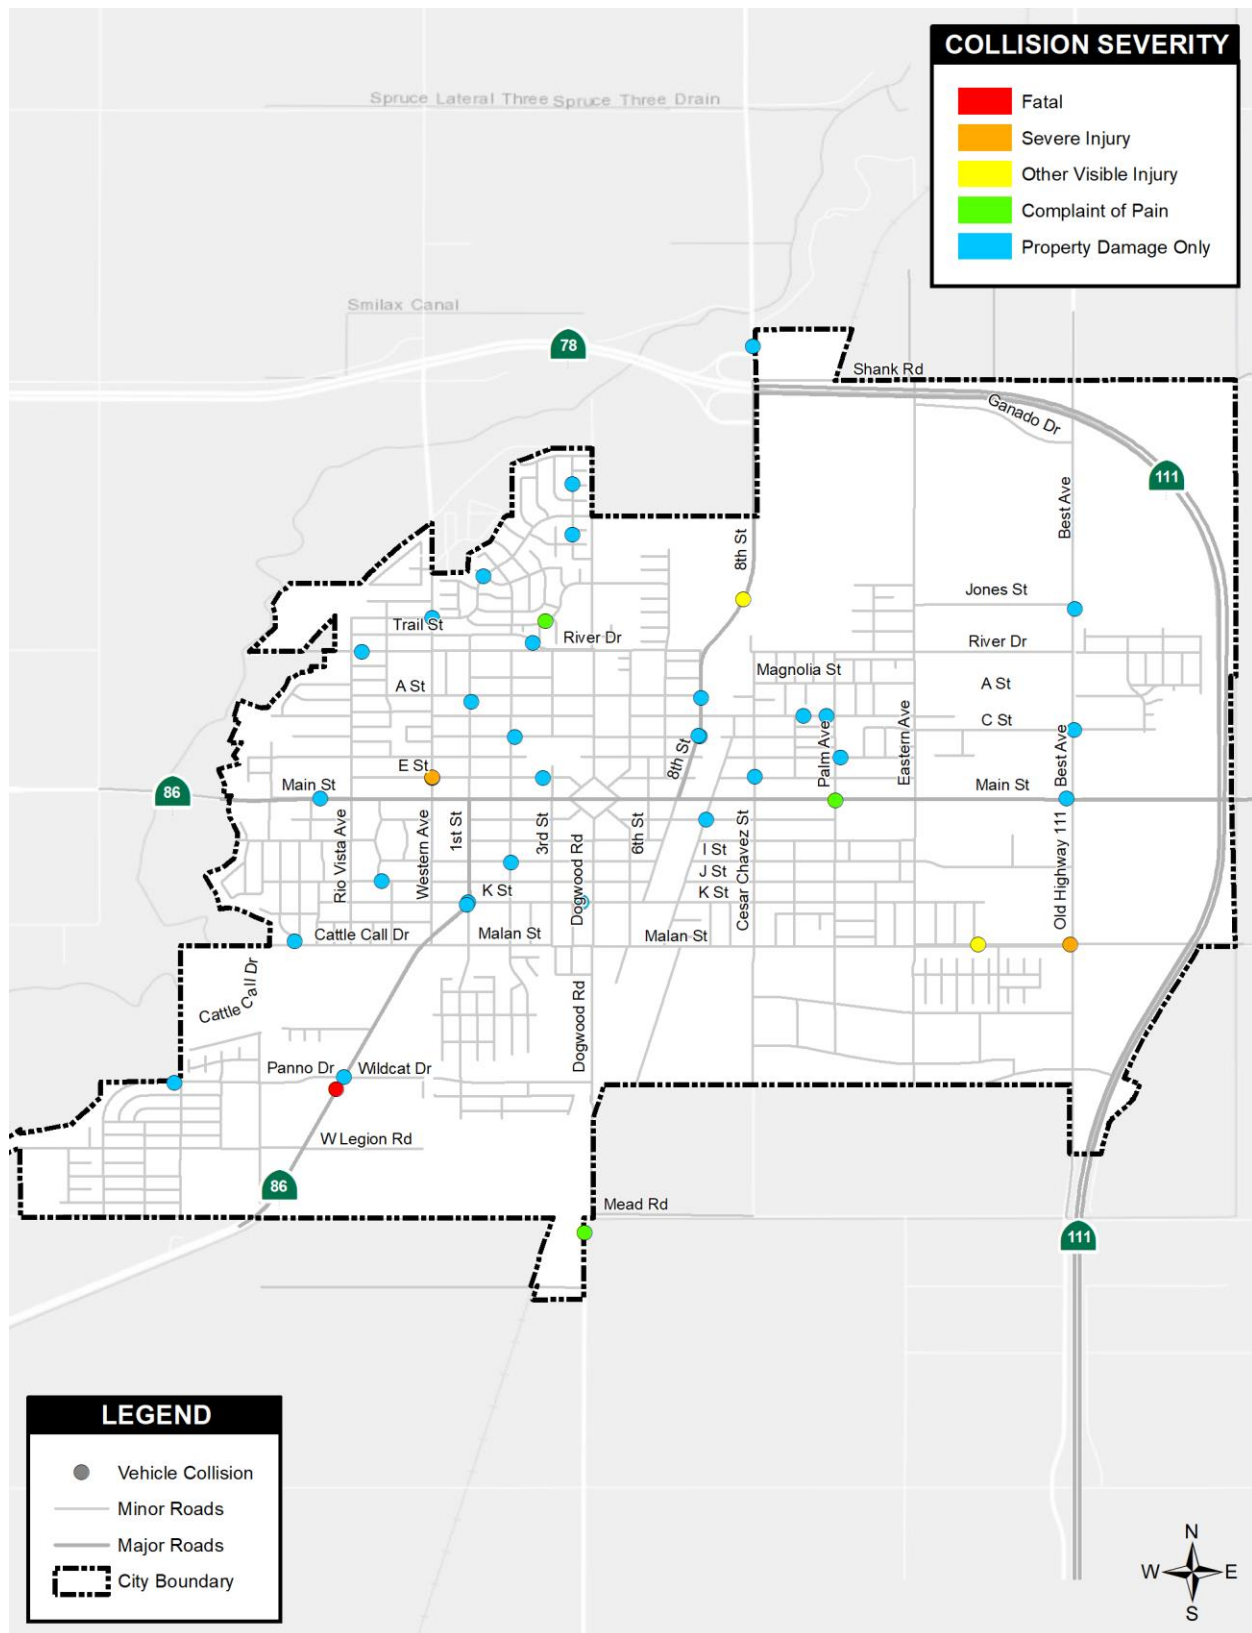 COLLISION SEVERITY
Fatal
Severe Injury
Other Visible Injury
Complaint of Pain
Property Damage Only
Spruce Lateral Three
Spruce Three Drain
Smilax Canal
78
Shank Rd
Ganado Dr
111
Best Ave
8th St
Jones St
Trail St
River Dr
River Dr
Magnolia St
A St
A St
C St
Eastern Ave
Palm Ave
Best Ave
8th St
E St
Main St
Main St
86
Rio Vista Ave
Western Ave
1st St
3rd St
Dogwood Rd
6th St
I St
J St
K St
K St
Cesar Chavez St
Old Highway 111
Cattle Call Dr
Malan St
Malan St
Cattle Call Dr
Dogwood Rd
Panno Dr
Wildcat Dr
W Legion Rd
86
Mead Rd
111
LEGEND
Vehicle Collision
Minor Roads
Major Roads
City Boundary
N
W
E
S